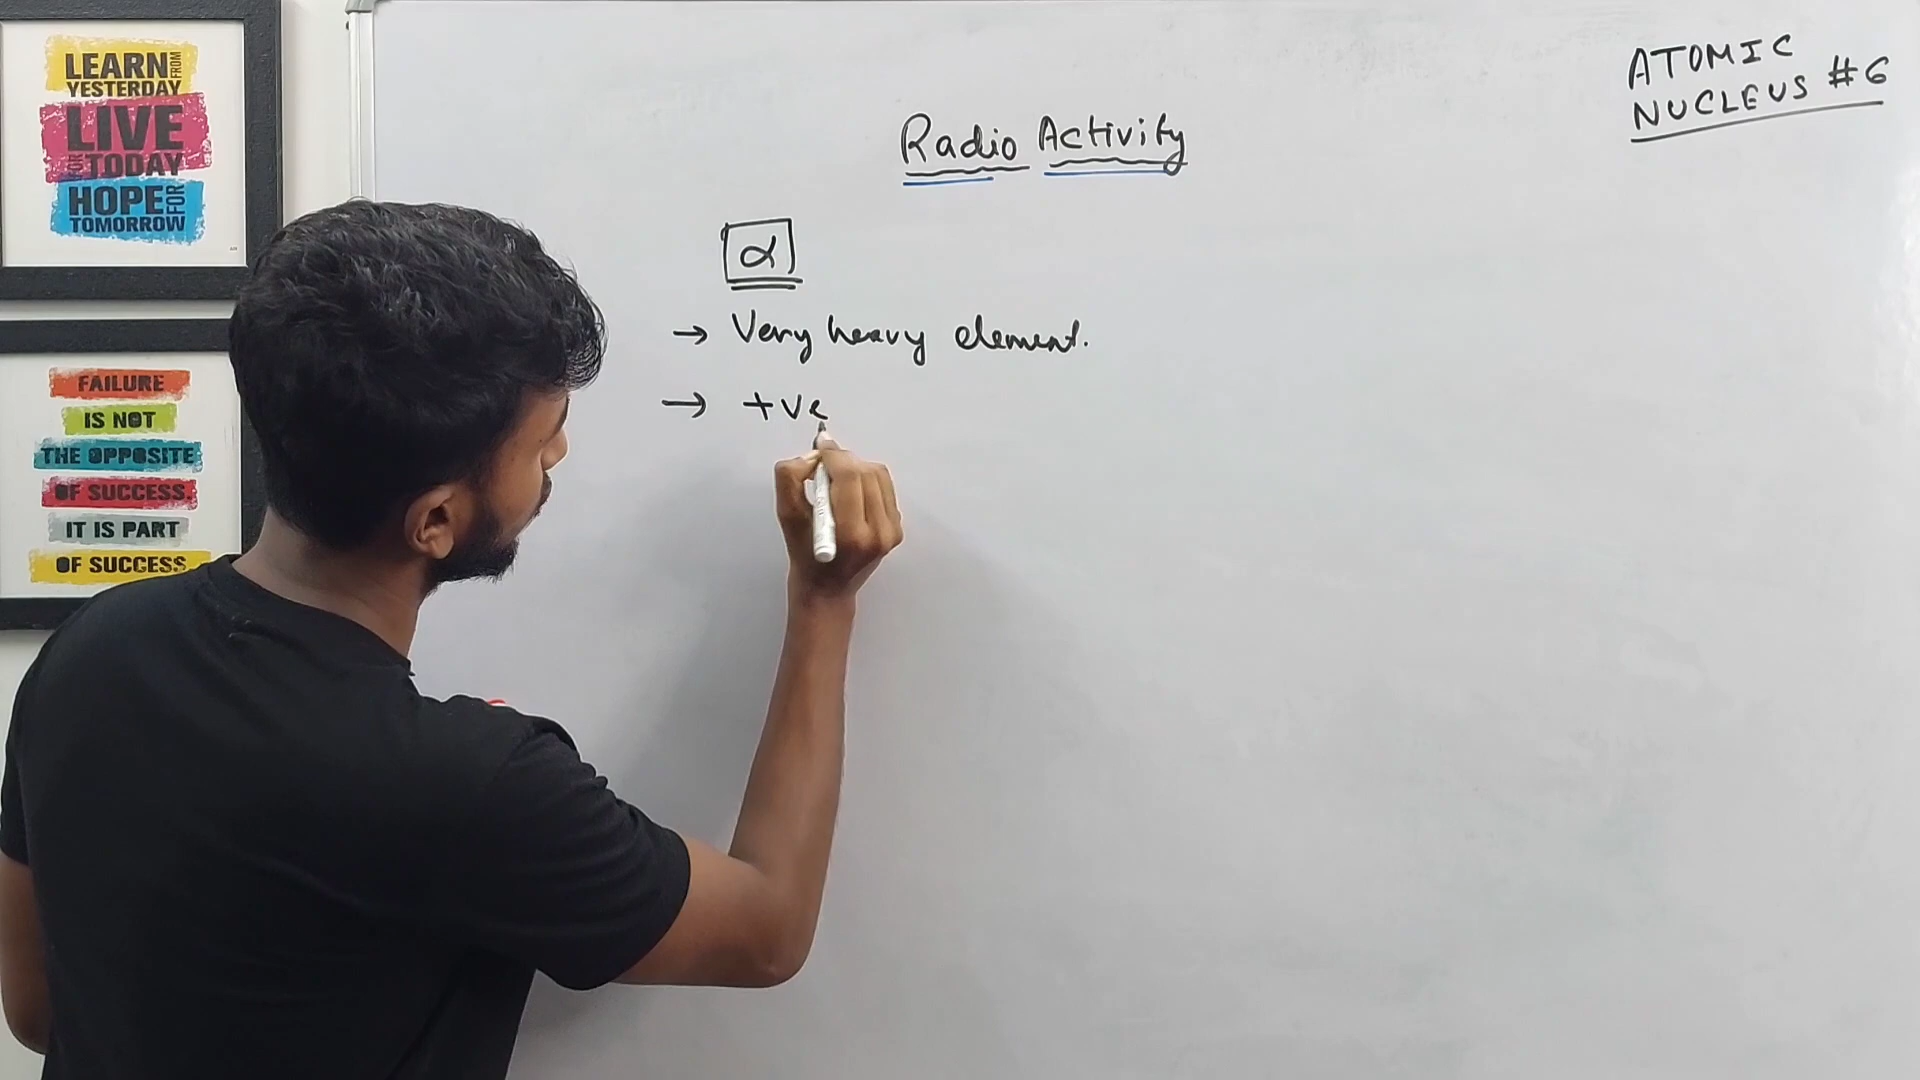 LEARN FROM
YESTERDAY
LIVE
FOR TODAY
HOPE FOR
TOMORROW
FAILURE
IS NOT
THE OPPOSITE
OF SUCCESS.
IT IS PART
OF SUCCESS.
ATOMIC
NUCLEUS #6
Radio Activity
α
→ Very heavy element.
→ +ve